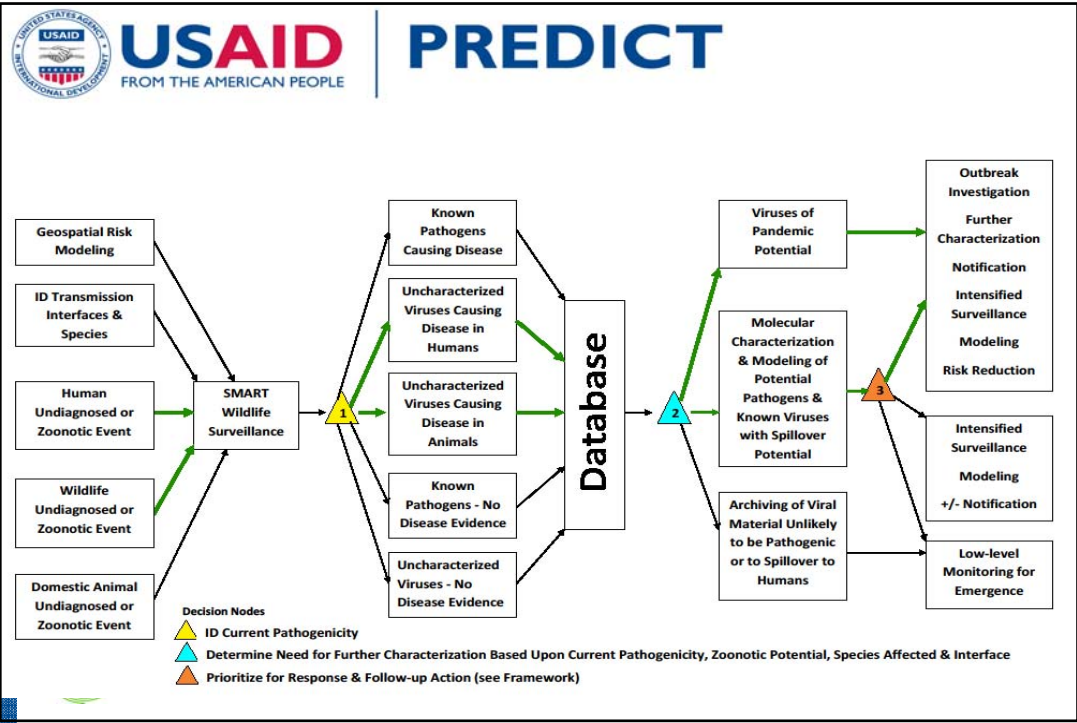 UNITED STATES AGENCY
USAID
INTERNATIONAL DEVELOPMENT
USAID
FROM THE AMERICAN PEOPLE
PREDICT
Geospatial Risk
Modeling
ID Transmission
Interfaces &
Species
Human
Undiagnosed or
Zoonotic Event
Wildlife
Undiagnosed or
Zoonotic Event
Domestic Animal
Undiagnosed or
Zoonotic Event
SMART
Wildlife
Surveillance
1
Known
Pathogens
Causing Disease
Uncharacterized
Viruses Causing
Disease in
Humans
Uncharacterized
Viruses Causing
Disease in
Animals
Known
Pathogens - No
Disease Evidence
Uncharacterized
Viruses - No
Disease Evidence
Database
2
Viruses of
Pandemic
Potential
Molecular
Characterization
& Modeling of
Potential
Pathogens &
Known Viruses
with Spillover
Potential
Archiving of Viral
Material Unlikely
to be Pathogenic
or to Spillover to
Humans
3
Outbreak
Investigation
Further
Characterization
Notification
Intensified
Surveillance
Modeling
Risk Reduction
Intensified
Surveillance
Modeling
+/- Notification
Low-level
Monitoring for
Emergence
Decision Nodes
ID Current Pathogenicity
Determine Need for Further Characterization Based Upon Current Pathogenicity, Zoonotic Potential, Species Affected & Interface
Prioritize for Response & Follow-up Action (see Framework)